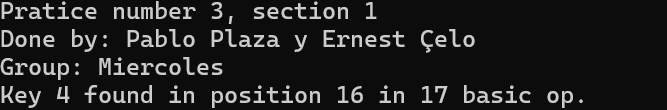 Pratice number 3, section 1
Done by: Pablo Plaza y Ernest Çelo
Group: Miercoles
Key 4 found in position 16 in 17 basic op.